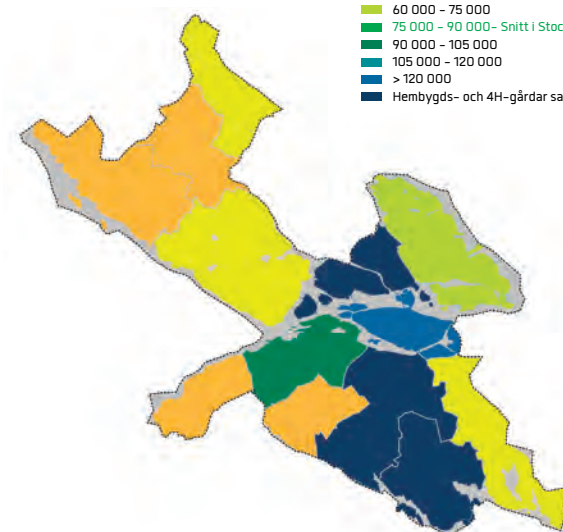 60 000 – 75 000
75 000 – 90 000– Snitt i Stoc
90 000 – 105 000
105 000 – 120 000
> 120 000
Hembygds- och 4H-gårdar sa